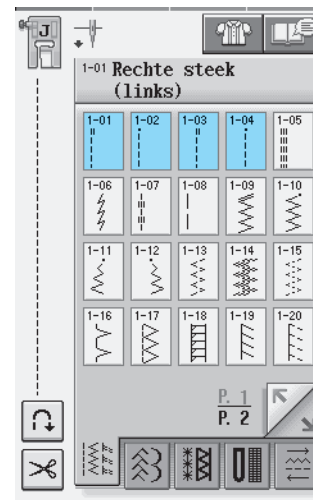 J
1-01 Rechte steek
(links)
1-01 1-02 1-03 1-04 1-05
1-06 1-07 1-08 1-09 1-10
1-11 1-12 1-13 1-14 1-15
1-16 1-17 1-18 1-19 1-20
P. 1
P. 2